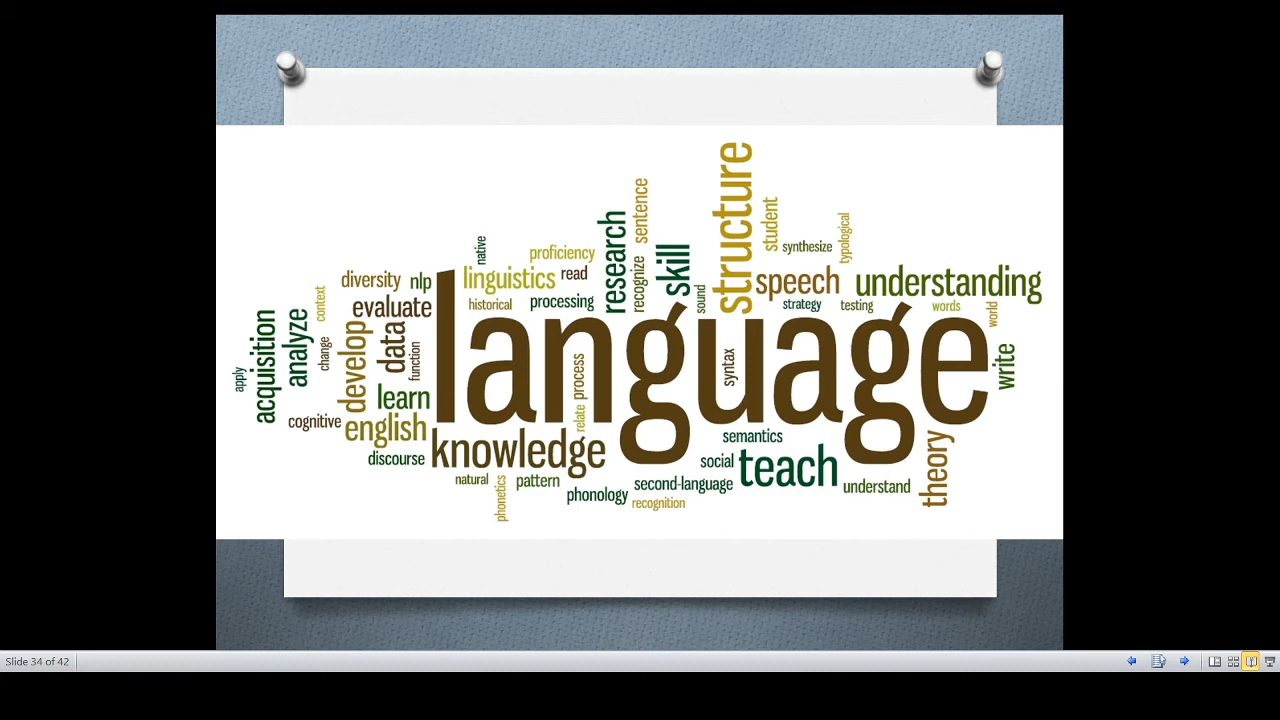 structure
sentence
student
native
research
typological
proficiency
synthesize
skill
diversity
nlp
linguistics
read
recognize
speech
understanding
context
evaluate
historical
processing
sound
strategy
testing
words
world
acquisition
analyze
change
develop
data
function
language
process
syntax
write
apply
learn
relate
cognitive
english
discourse
knowledge
semantics
social
teach
theory
natural
phonetics
pattern
phonology
second-language
recognition
understand
Slide 34 of 42